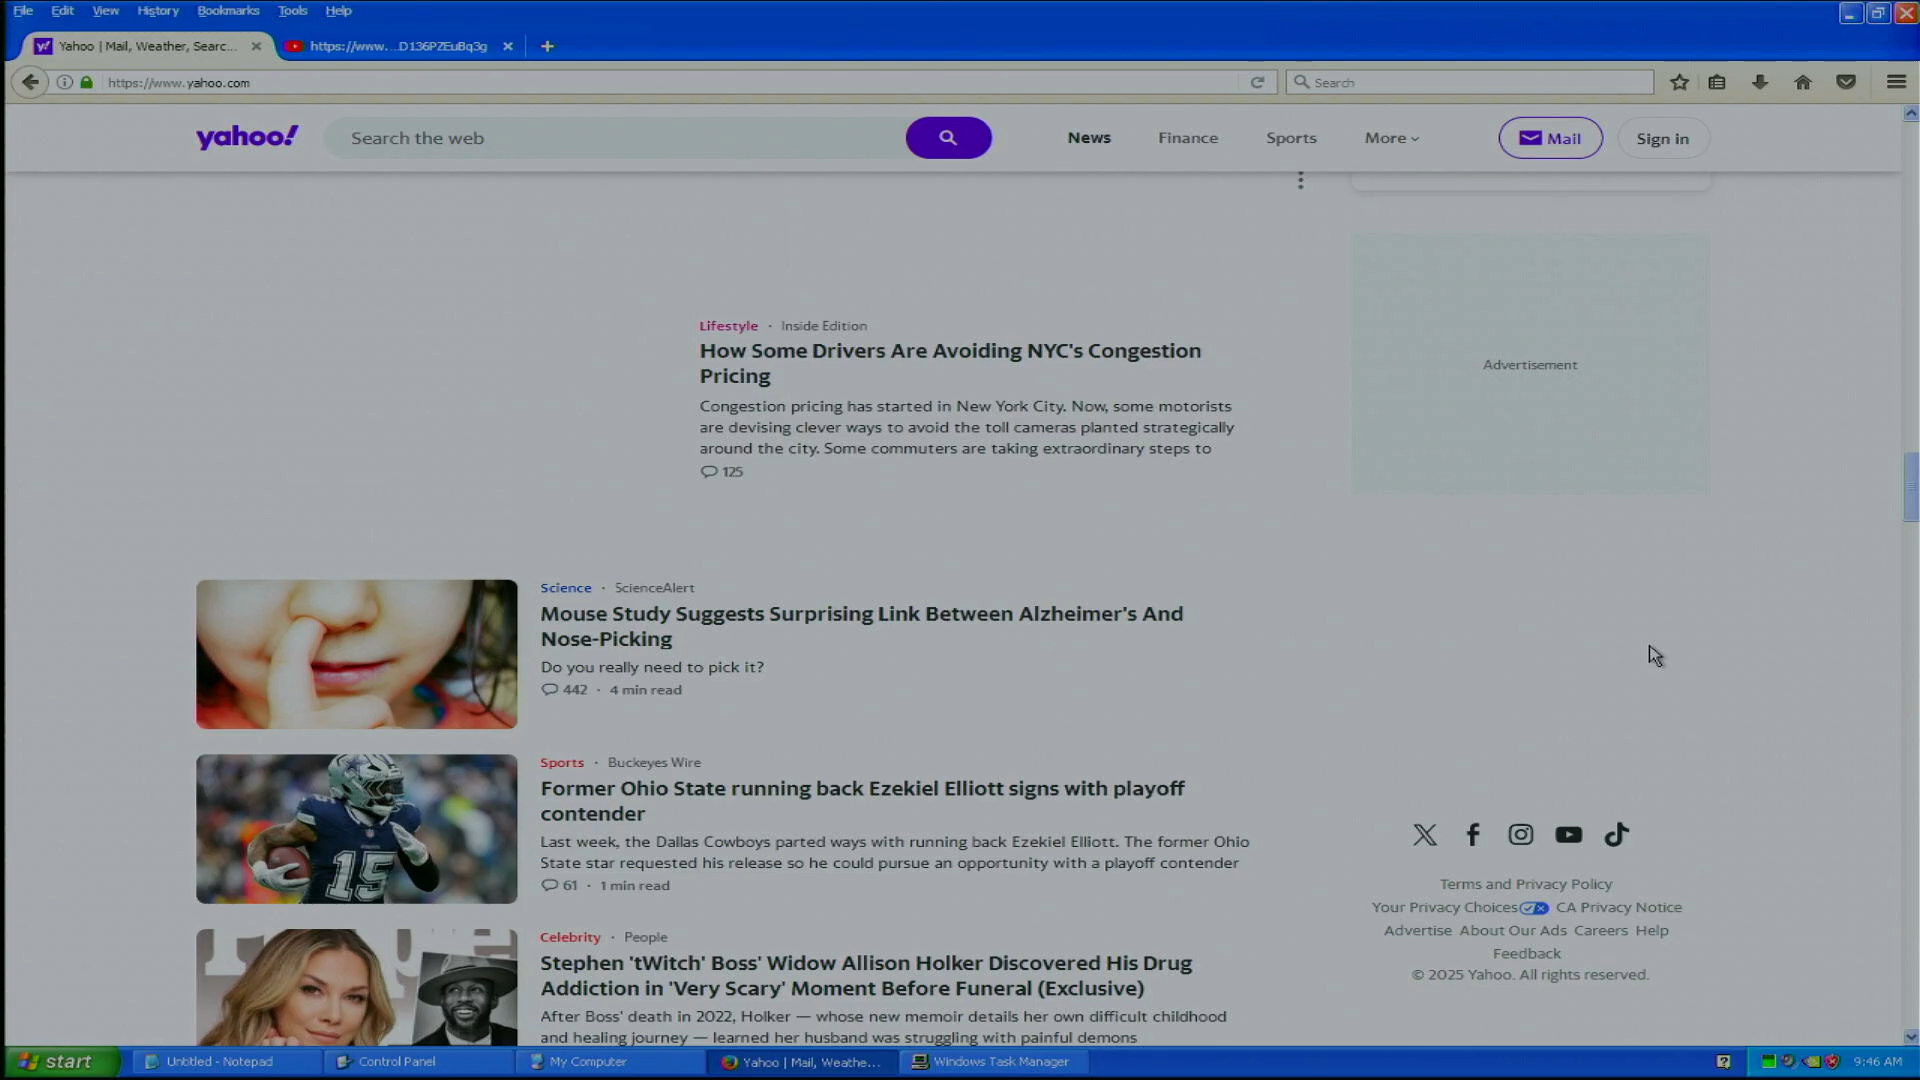 File Edit View History Bookmarks Tools Help
Yahoo | Mail, Weather, Searc... https://www....D136PZEuBq3g
https://www.yahoo.com Search
yahoo! Search the web News Finance Sports More Mail Sign in
Lifestyle · Inside Edition
How Some Drivers Are Avoiding NYC's Congestion
Pricing
Congestion pricing has started in New York City. Now, some motorists
are devising clever ways to avoid the toll cameras planted strategically
around the city. Some commuters are taking extraordinary steps to
125
Advertisement
Science · ScienceAlert
Mouse Study Suggests Surprising Link Between Alzheimer's And
Nose-Picking
Do you really need to pick it?
442 · 4 min read
Sports · Buckeyes Wire
Former Ohio State running back Ezekiel Elliott signs with playoff
contender
Last week, the Dallas Cowboys parted ways with running back Ezekiel Elliott. The former Ohio
State star requested his release so he could pursue an opportunity with a playoff contender
61 · 1 min read
15
Celebrity · People
Stephen 'tWitch' Boss' Widow Allison Holker Discovered His Drug
Addiction in 'Very Scary' Moment Before Funeral (Exclusive)
After Boss' death in 2022, Holker — whose new memoir details her own difficult childhood
and healing journey — learned her husband was struggling with painful demons
Terms and Privacy Policy
Your Privacy Choices CA Privacy Notice
Advertise About Our Ads Careers Help
Feedback
© 2025 Yahoo. All rights reserved.
start Untitled - Notepad Control Panel My Computer Yahoo | Mail, Weathe... Windows Task Manager 9:46 AM